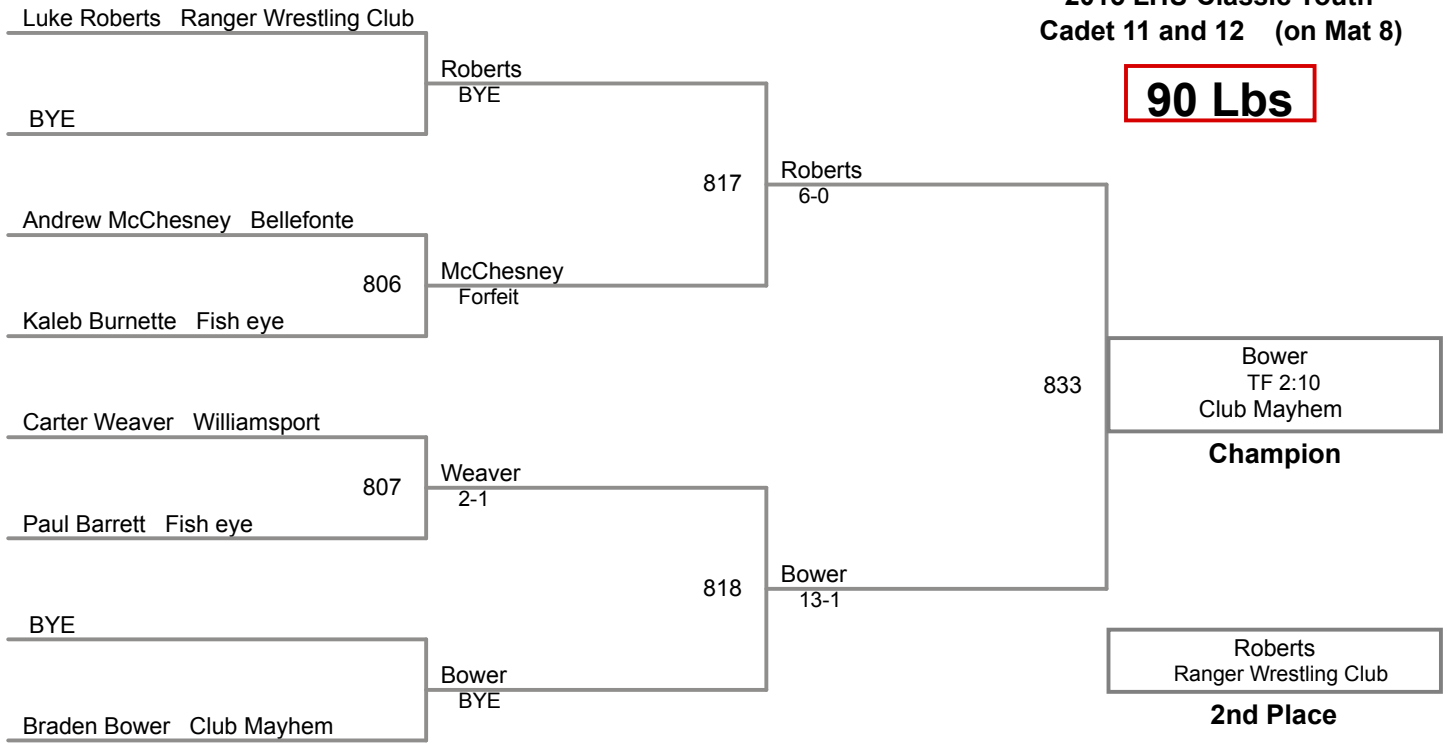 Luke Roberts Ranger Wrestling Club
BYE
Roberts
BYE
Andrew McChesney Bellefonte
806
Kaleb Burnette Fish eye
McChesney
Forfeit
817
Roberts
6-0
Carter Weaver Williamsport
807
Paul Barrett Fish eye
Weaver
2-1
BYE
Braden Bower Club Mayhem
Bower
BYE
818
Bower
13-1
833
Cadet 11 and 12 (on Mat 8)
90 Lbs
Bower
TF 2:10
Club Mayhem
Champion
Roberts
Ranger Wrestling Club
2nd Place